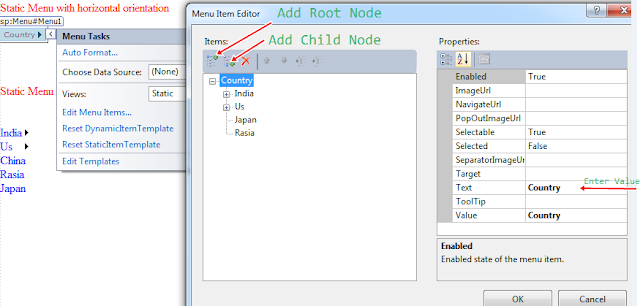 Static Menu with horizontal orientation
sp:Menu#Menu1
Country
Menu Tasks
Auto Format...
Choose Data Source: (None)
Views: Static
Edit Menu Items...
Reset DynamicItemTemplate
Reset StaticItemTemplate
Edit Templates
Static Menu
India
Us
China
Rasia
Japan
Menu Item Editor
Add Root Node
Items:
Add Child Node
Country
India
Us
Japan
Rasia
Properties:
Enabled True
ImageUrl
NavigateUrl
PopOutImageUrl
Selectable True
Selected False
SeparatorImageUr
Target
Text Country
Enter Value
ToolTip
Value Country
Enabled
Enabled state of the menu item.
OK Cancel